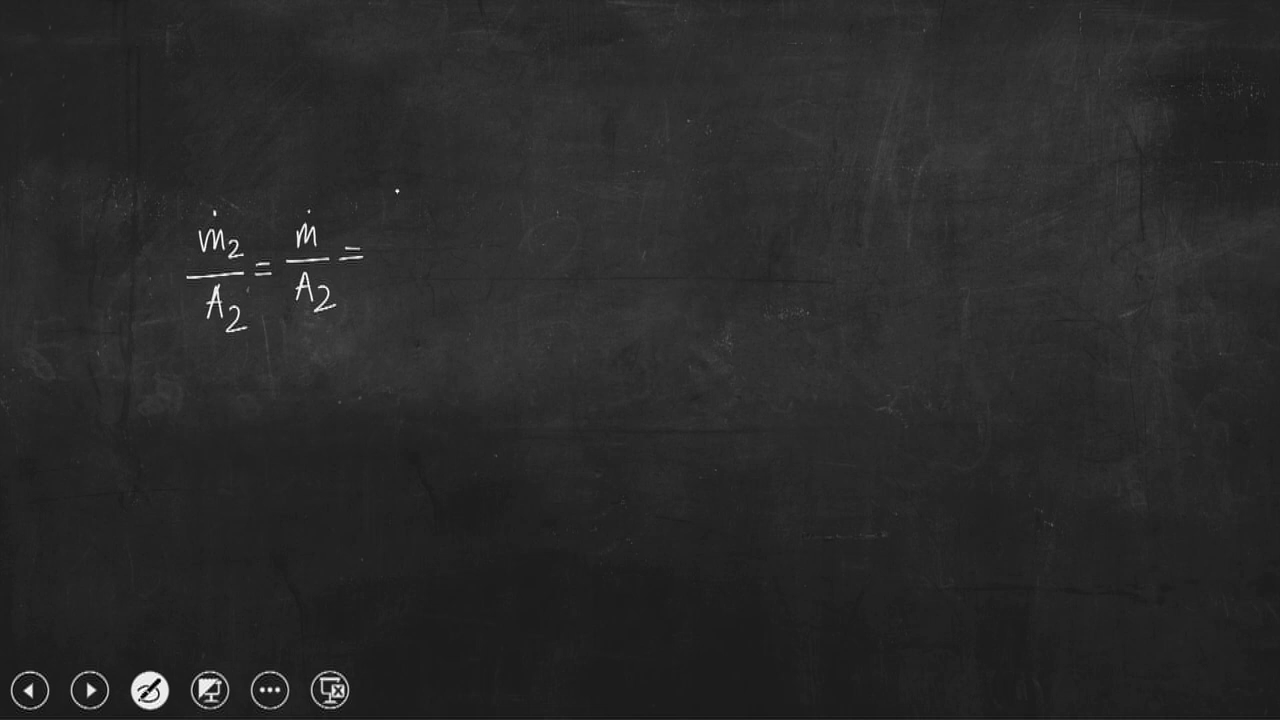 ṁ₂/A₂ = ṁ/A₂ =